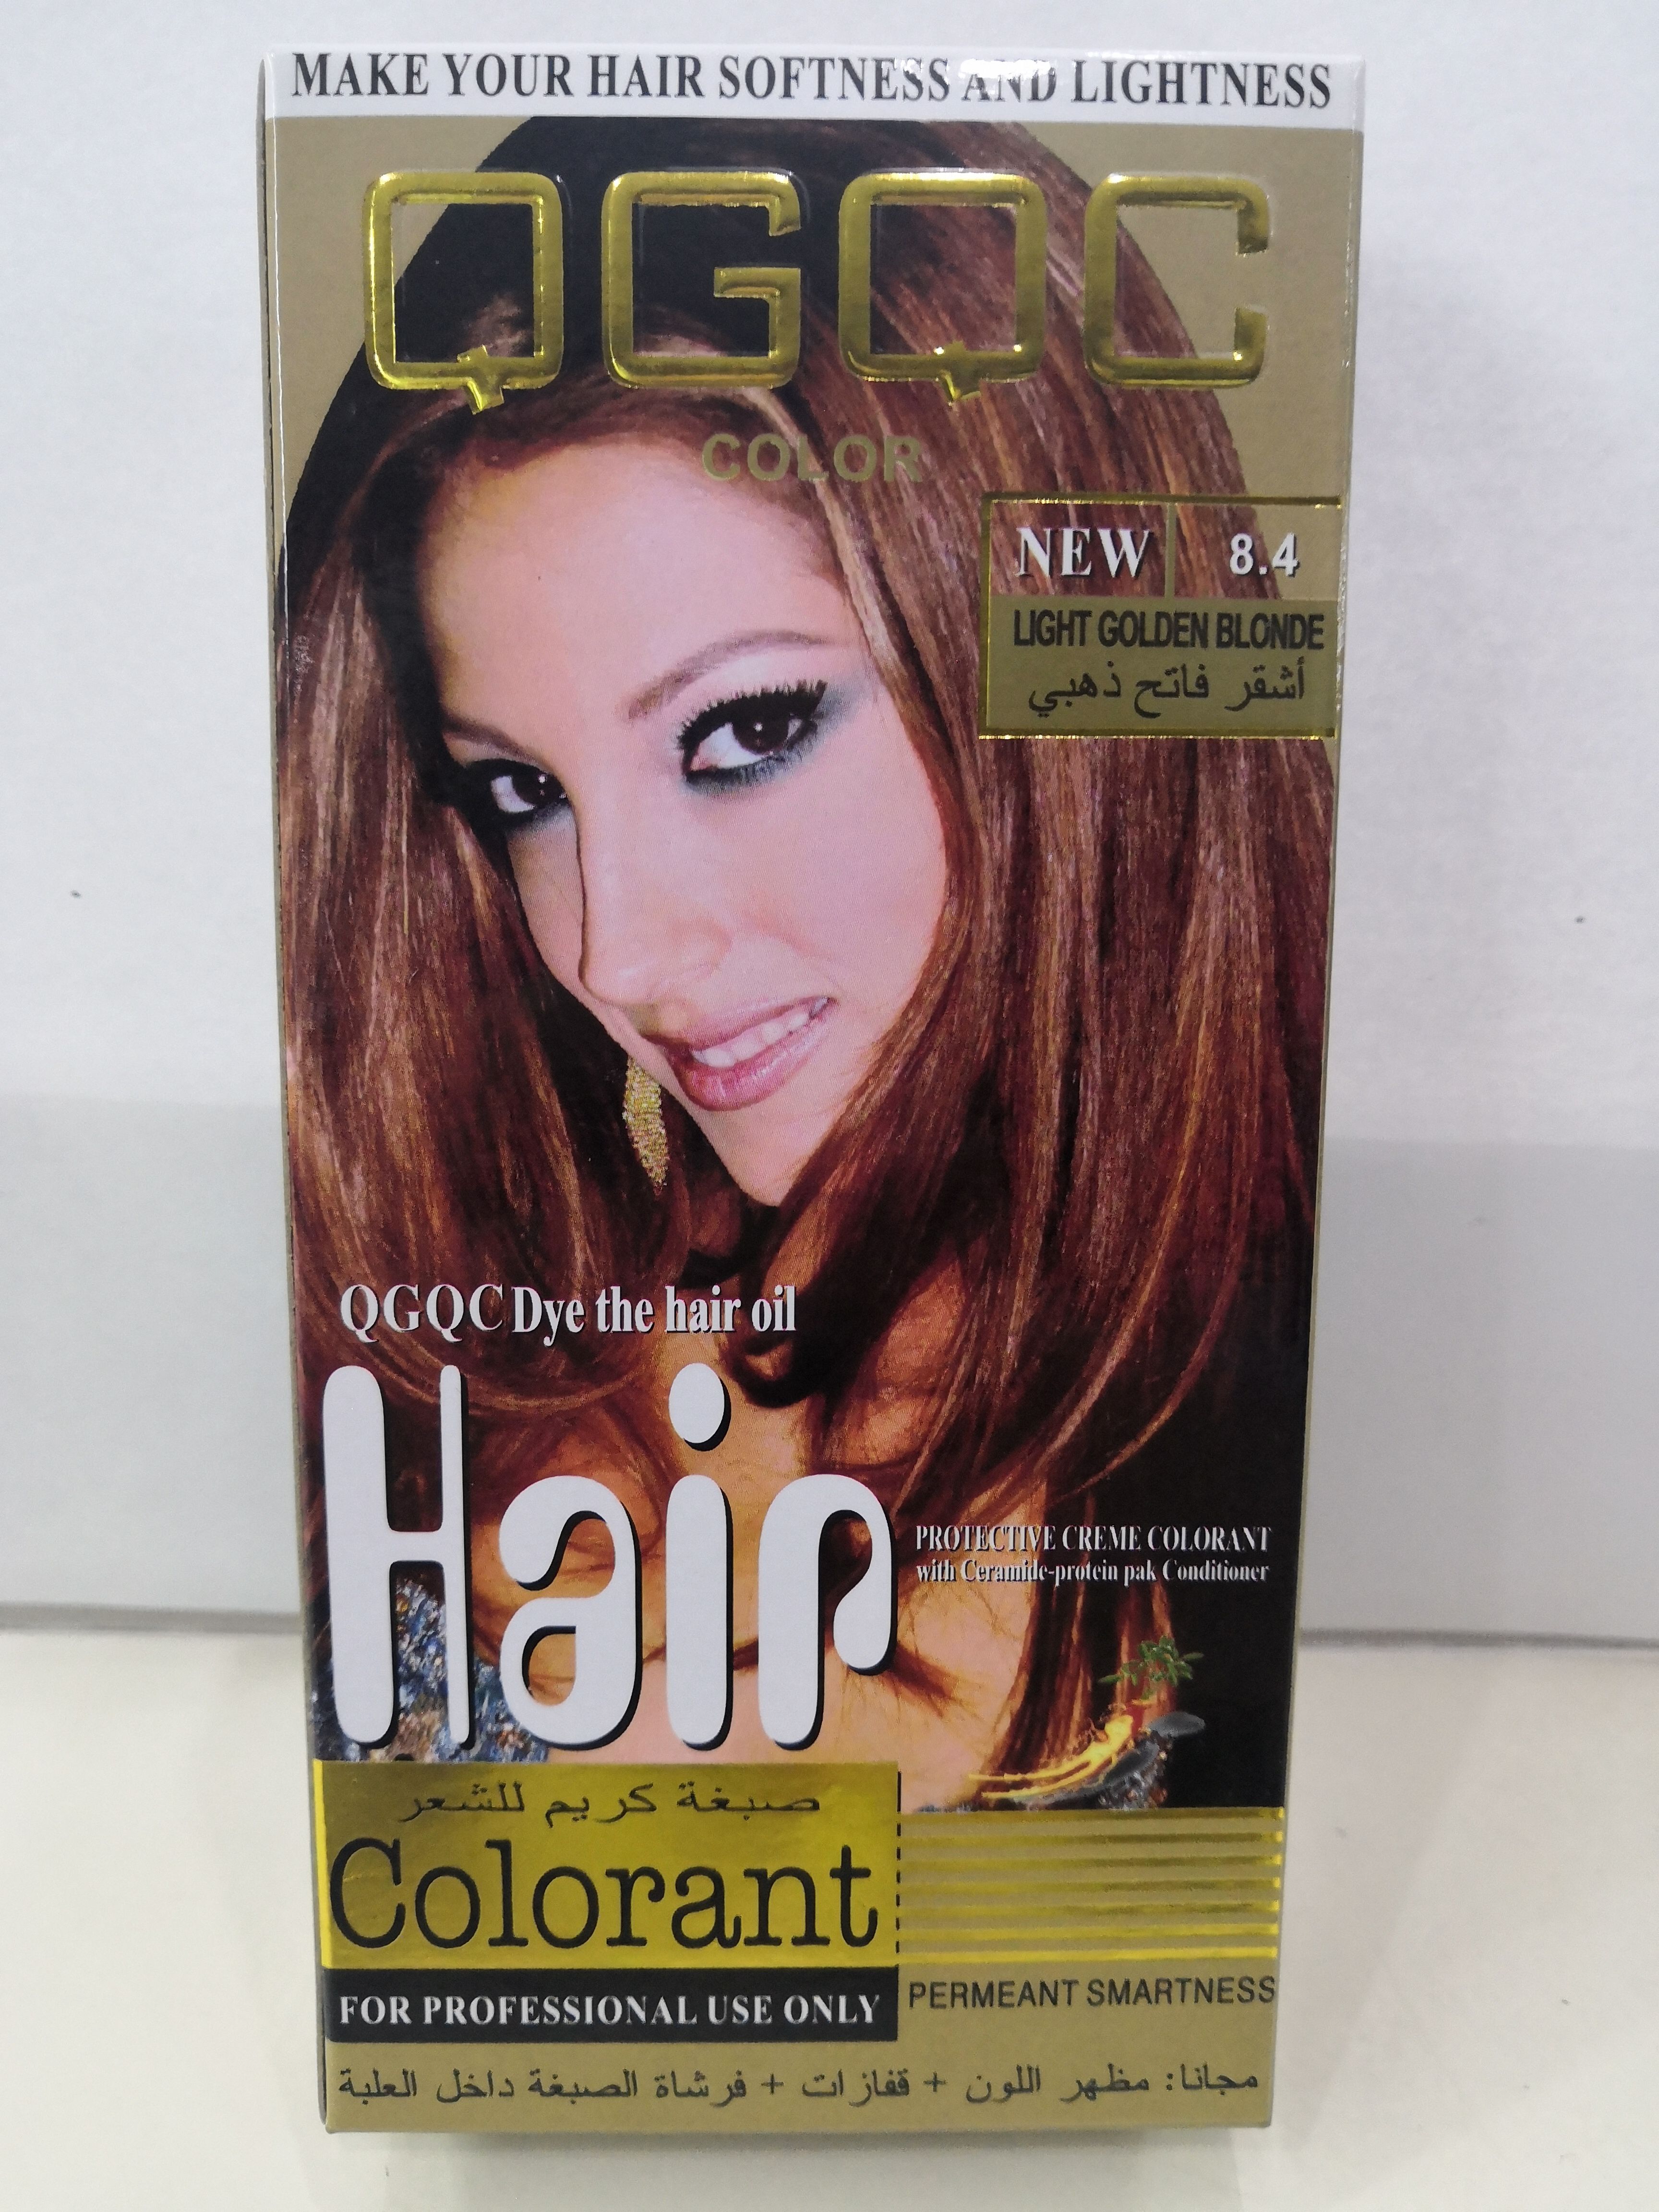 MAKE YOUR HAIR SOFTNESS AND LIGHTNESS
QGQC
COLOR
NEW 8.4
LIGHT GOLDEN BLONDE
أشقر فاتح ذهبي
QGQC Dye the hair oil
Hair
PROTECTIVE CREME COLORANT
with Ceramide-protein pak Conditioner
صبغة كريم للشعر
Colorant
FOR PROFESSIONAL USE ONLY
PERMEANT SMARTNESS
مجانا: مظهر اللون + قفازات + فرشاة الصبغة داخل العلبة